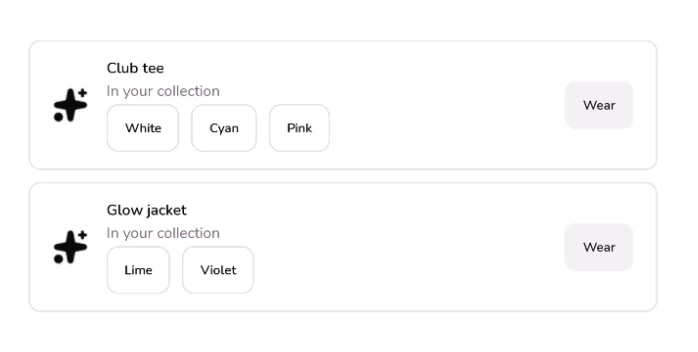 Club tee
In your collection
White Cyan Pink
Wear
Glow jacket
In your collection
Lime Violet
Wear